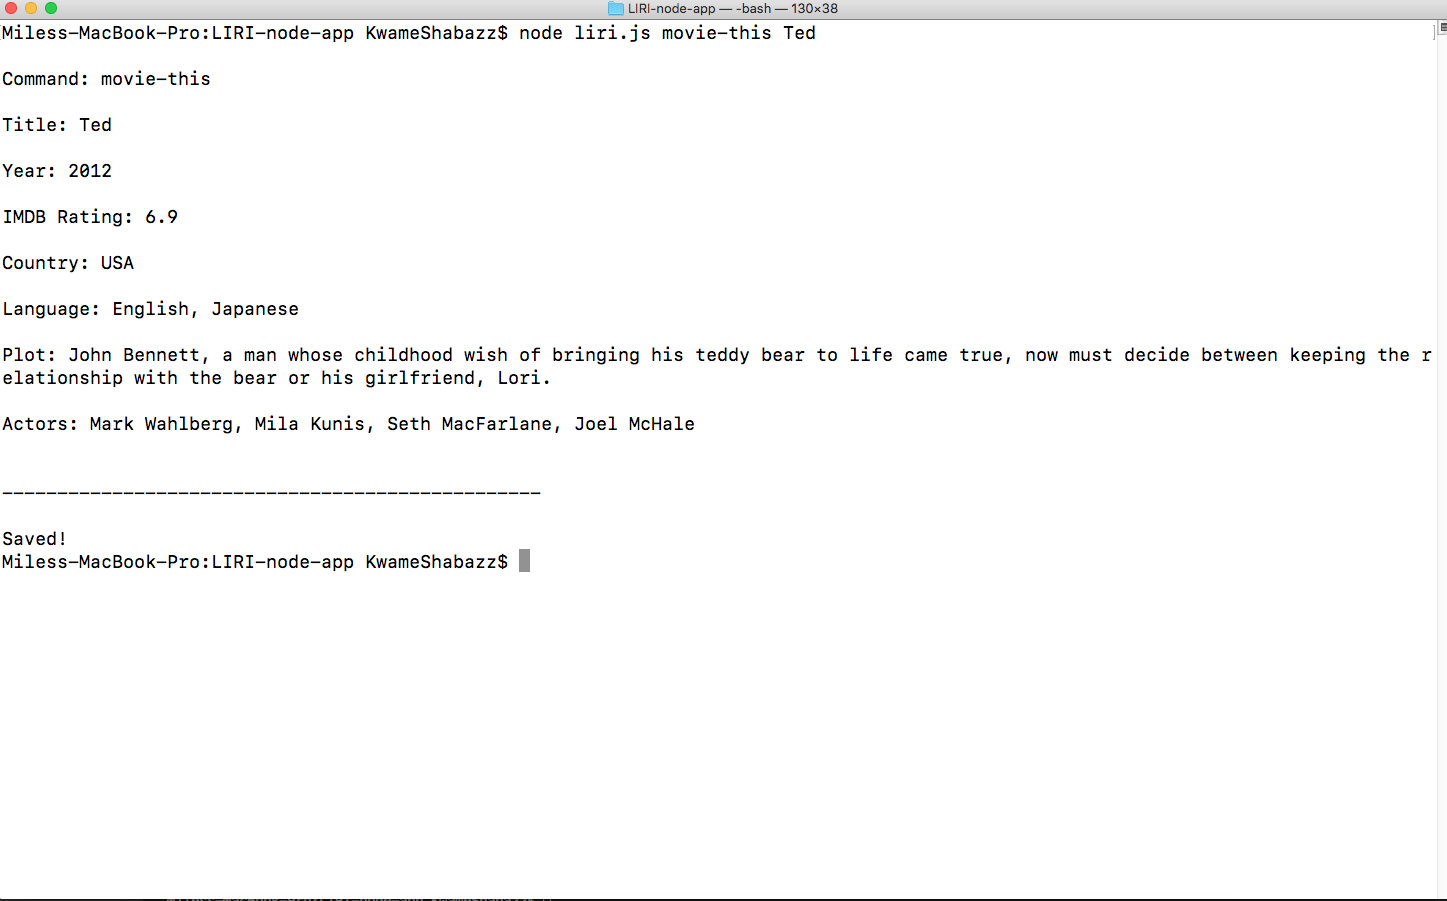 LIRI-node-app — -bash — 130×38
Miless-MacBook-Pro:LIRI-node-app KwameShabazz$ node liri.js movie-this Ted
Command: movie-this
Title: Ted
Year: 2012
IMDB Rating: 6.9
Country: USA
Language: English, Japanese
Plot: John Bennett, a man whose childhood wish of bringing his teddy bear to life came true, now must decide between keeping the r
elationship with the bear or his girlfriend, Lori.
Actors: Mark Wahlberg, Mila Kunis, Seth MacFarlane, Joel McHale
-------------------------------------------------
Saved!
Miless-MacBook-Pro:LIRI-node-app KwameShabazz$